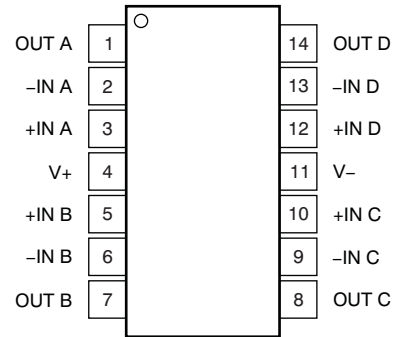 OUT A 1 14 OUT D
−IN A 2 13 −IN D
+IN A 3 12 +IN D
V+ 4 11 V−
+IN B 5 10 +IN C
−IN B 6 9 −IN C
OUT B 7 8 OUT C